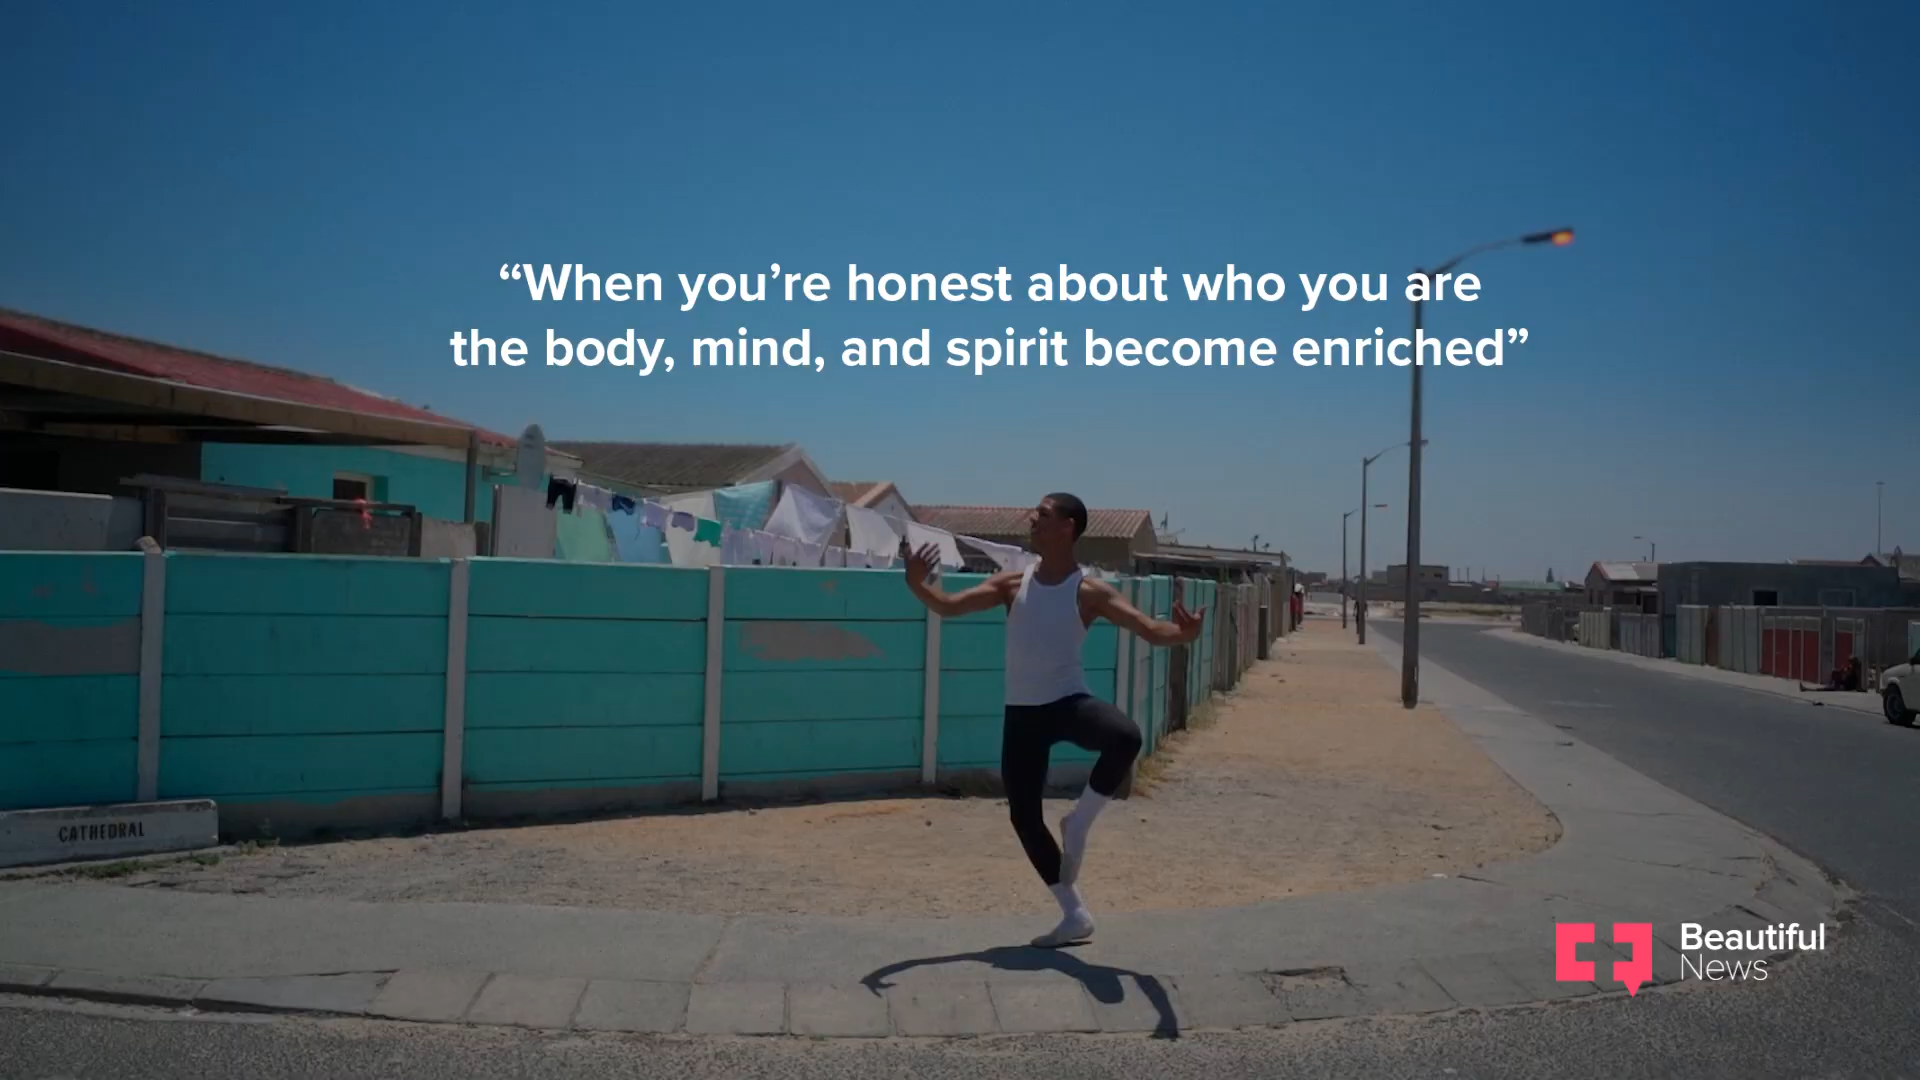 “When you’re honest about who you are
the body, mind, and spirit become enriched”
CATHEDRAL
Beautiful
News